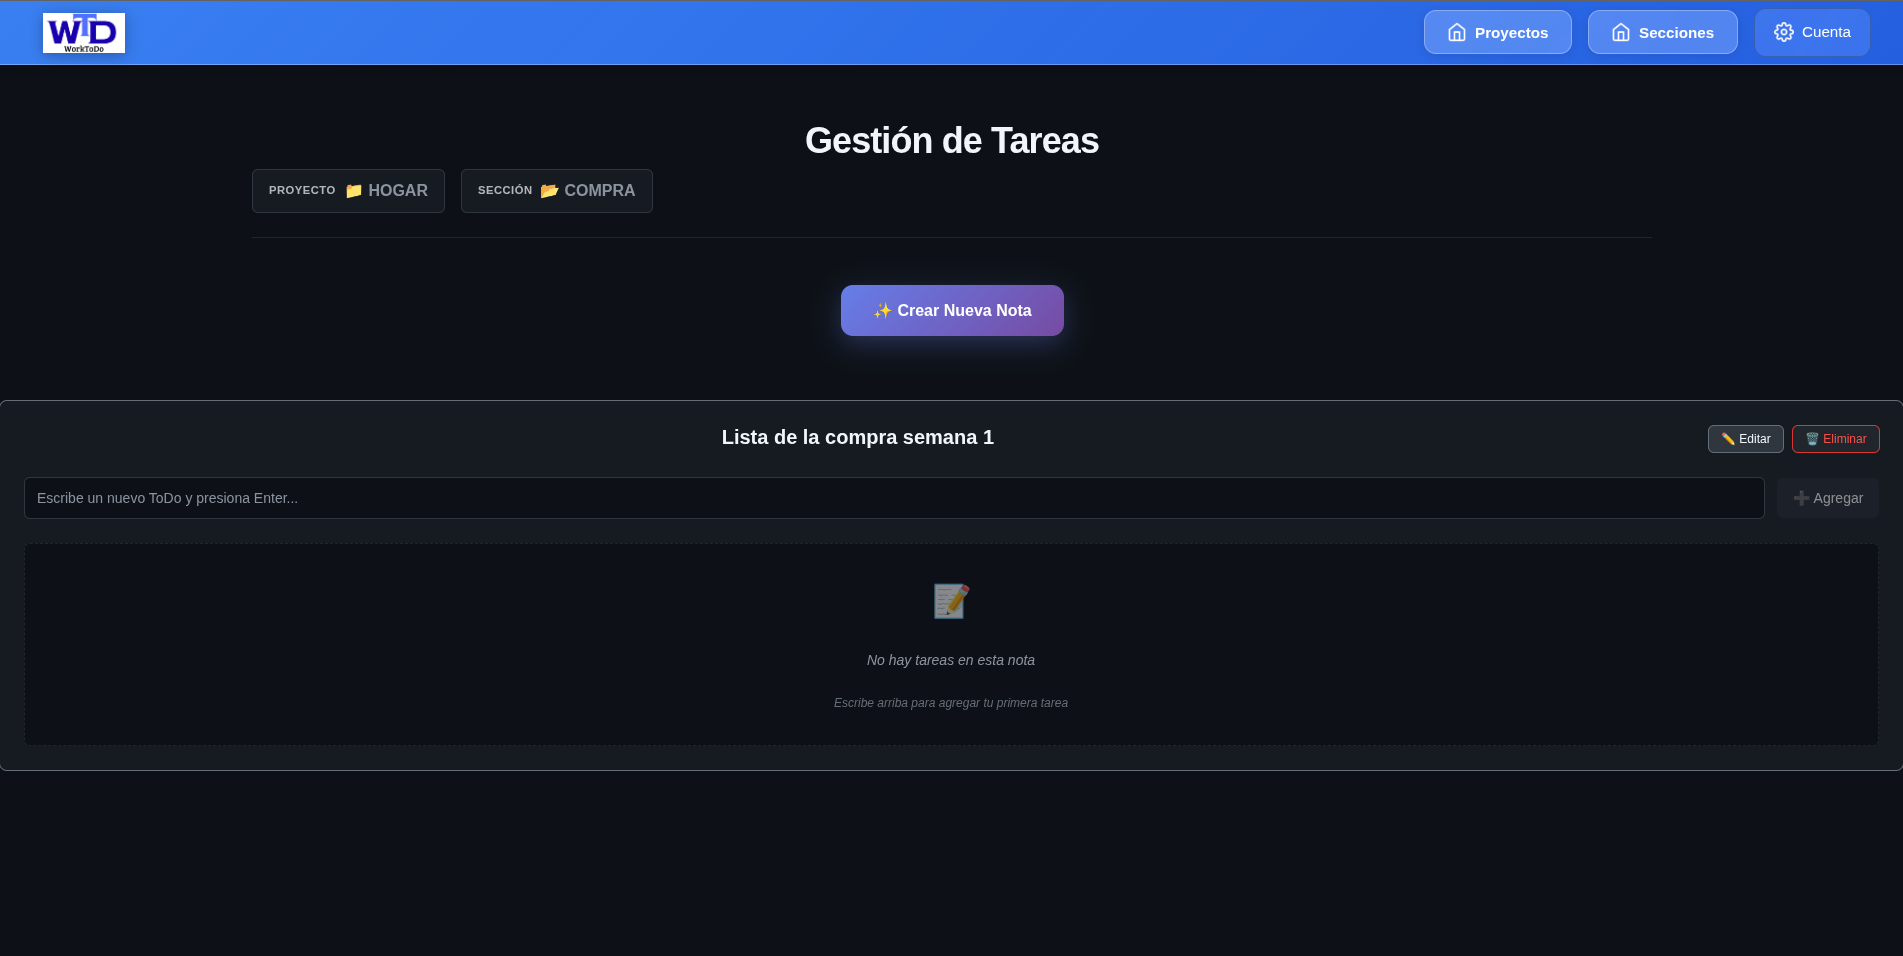 WTD
WorkToDo
Proyectos
Secciones
Cuenta
Gestión de Tareas
PROYECTO 📁 HOGAR
SECCIÓN 📂 COMPRA
✨ Crear Nueva Nota
Lista de la compra semana 1
✏️ Editar
🗑️ Eliminar
Escribe un nuevo ToDo y presiona Enter...
➕ Agregar
No hay tareas en esta nota
Escribe arriba para agregar tu primera tarea